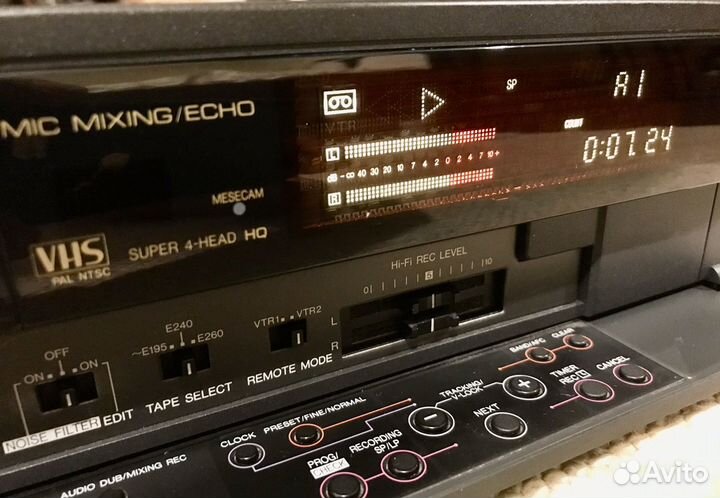 MIC MIXING/ECHO
SP
A1
VTR
COUNT
0:07.24
L
dB -∞ 40 30 20 10 7 4 2 0 2 4 7 10+
R
MESECAM
VHS
PAL NTSC
SUPER 4-HEAD HQ
Hi-Fi REC LEVEL
0 5 10
L
R
OFF
ON ON
NOISE FILTER
EDIT
E240
~E195 E260
TAPE SELECT
VTR1 VTR2
REMOTE MODE
BAND/AFC
CLEAR
TRACKING/
V-LOCK
-
+
TIMER
REC
CANCEL
NEXT
CLOCK
PRESET/FINE/NORMAL
PROG/
CHECK
RECORDING
SP/LP
AUDIO DUB/MIXING REC
Avito